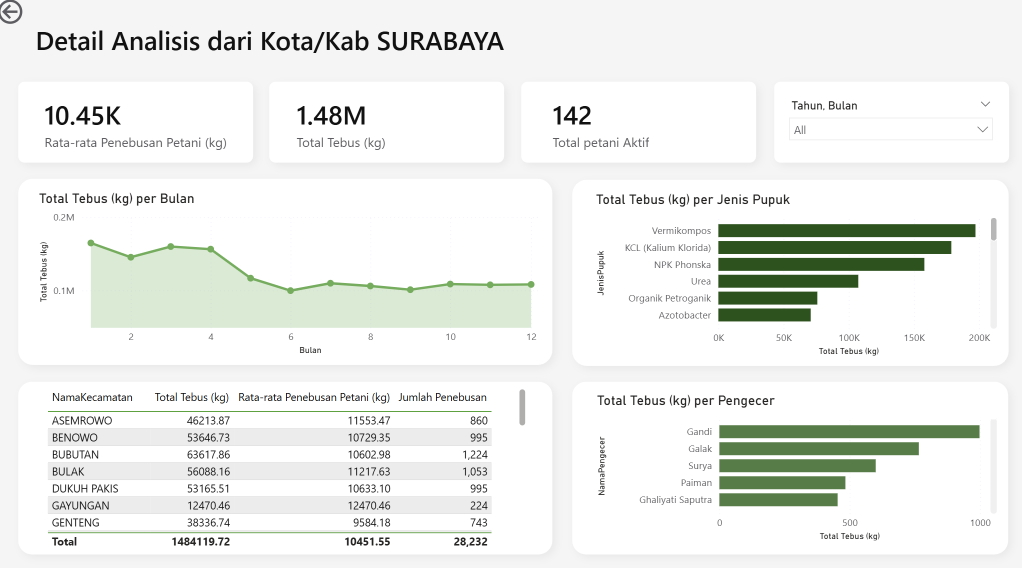 Detail Analisis dari Kota/Kab SURABAYA
10.45K
Rata-rata Penebusan Petani (kg)
1.48M
Total Tebus (kg)
142
Total petani Aktif
Tahun, Bulan
All
Total Tebus (kg) per Bulan
0.2M
0.1M
Total Tebus (kg)
2 4 6 8 10 12
Bulan
Total Tebus (kg) per Jenis Pupuk
JenisPupuk
Vermikompos
KCL (Kalium Klorida)
NPK Phonska
Urea
Organik Petroganik
Azotobacter
0K 50K 100K 150K 200K
Total Tebus (kg)
NamaKecamatan Total Tebus (kg) Rata-rata Penebusan Petani (kg) Jumlah Penebusan
ASEMROWO 46213.87 11553.47 860
BENOWO 53646.73 10729.35 995
BUBUTAN 63617.86 10602.98 1,224
BULAK 56088.16 11217.63 1,053
DUKUH PAKIS 53165.51 10633.10 995
GAYUNGAN 12470.46 12470.46 224
GENTENG 38336.74 9584.18 743
Total 1484119.72 10451.55 28,232
Total Tebus (kg) per Pengecer
NamaPengecer
Gandi
Galak
Surya
Paiman
Ghaliyati Saputra
0 500 1000
Total Tebus (kg)